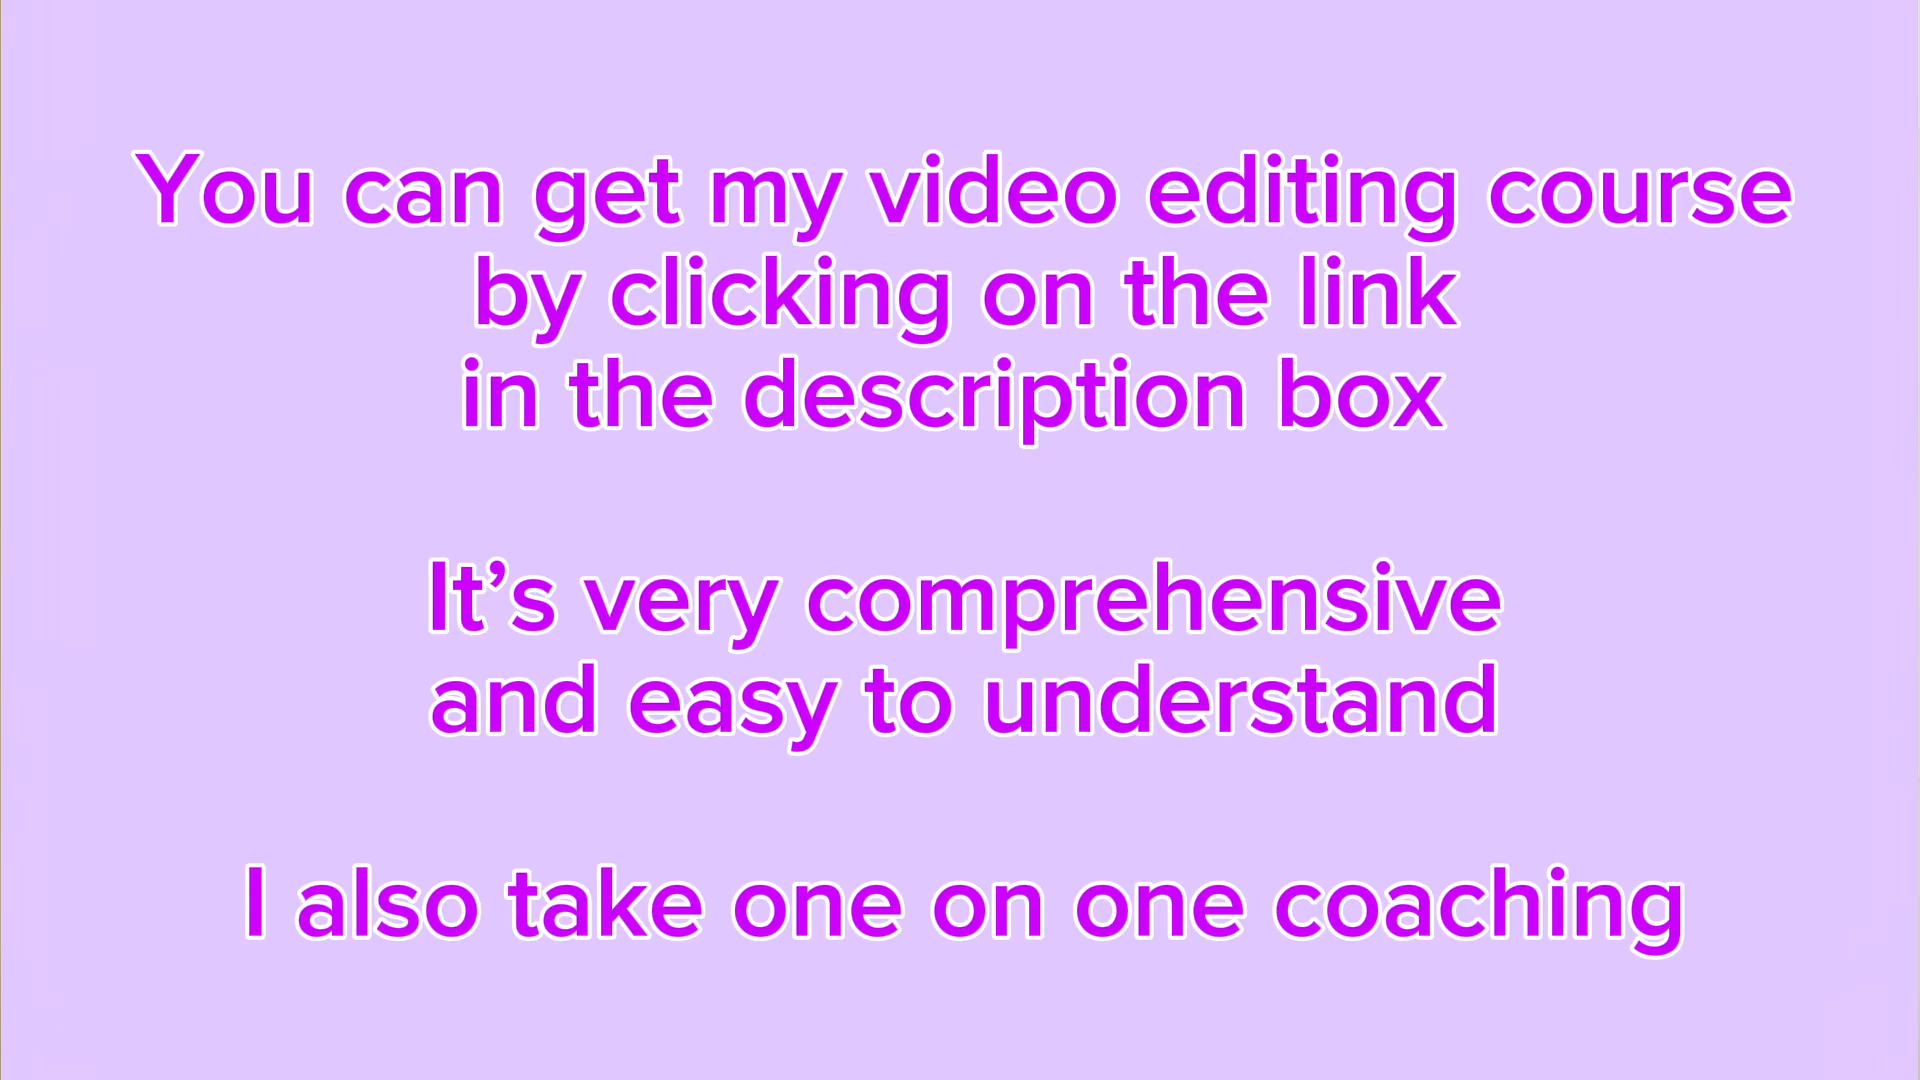 You can get my video editing course
by clicking on the link
in the description box
It’s very comprehensive
and easy to understand
I also take one on one coaching